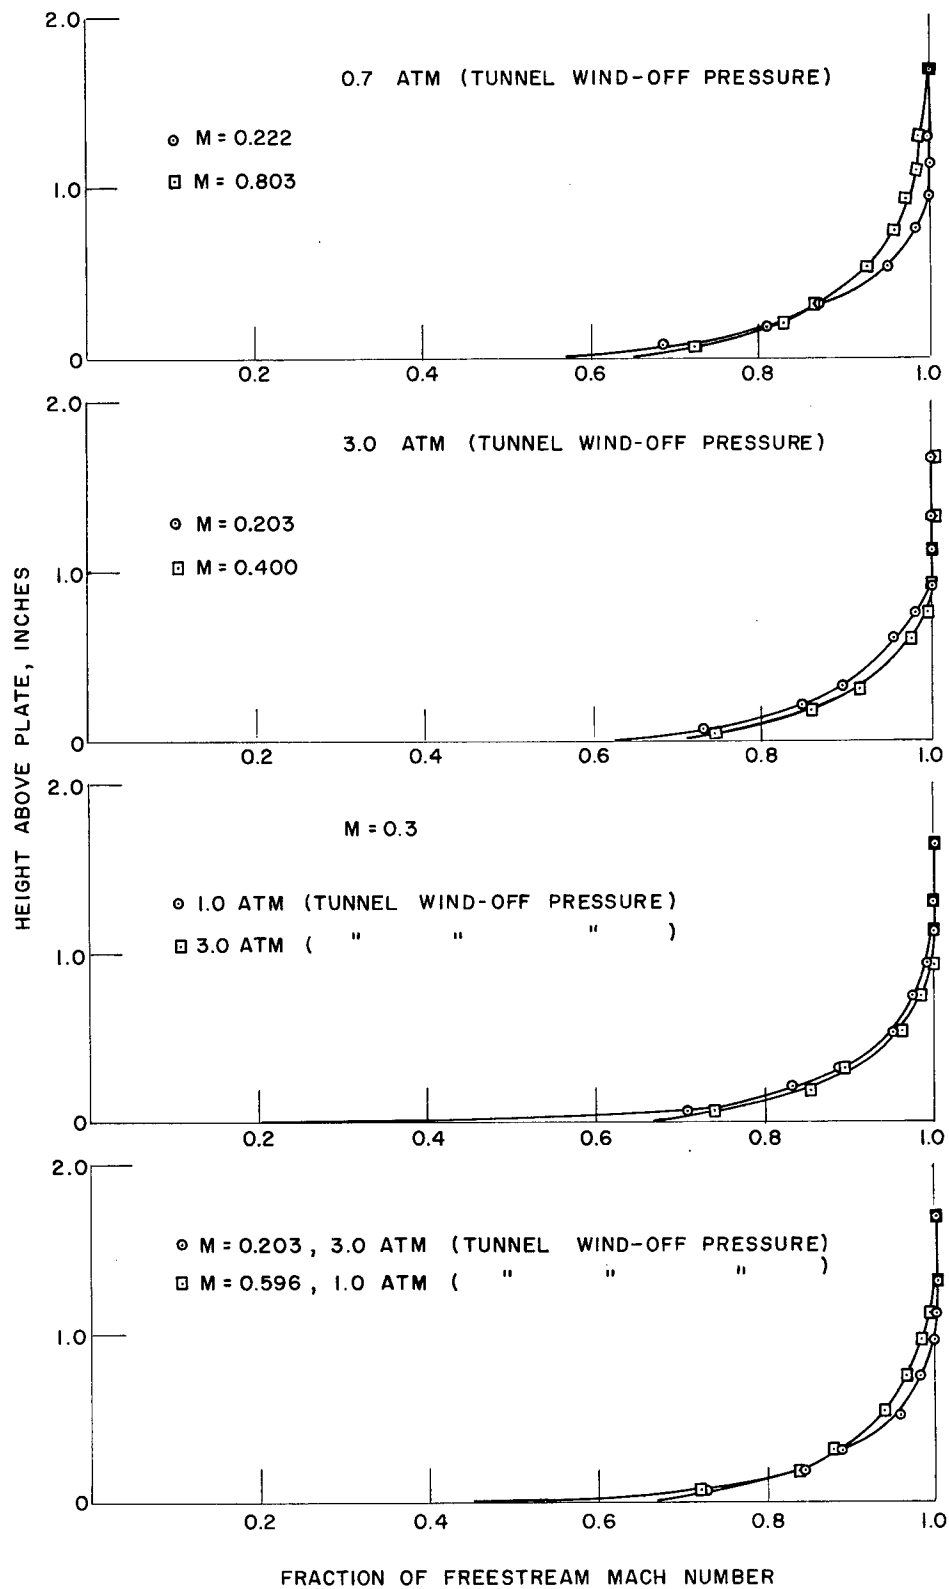 2.0
0.7 ATM (TUNNEL WIND-OFF PRESSURE)
M = 0.222
M = 0.803
1.0
0
0.2 0.4 0.6 0.8 1.0
2.0
3.0 ATM (TUNNEL WIND-OFF PRESSURE)
M = 0.203
M = 0.400
1.0
0
0.2 0.4 0.6 0.8 1.0
HEIGHT ABOVE PLATE, INCHES
2.0
M = 0.3
1.0 ATM (TUNNEL WIND-OFF PRESSURE)
3.0 ATM ( " " " )
1.0
0
0.2 0.4 0.6 0.8 1.0
2.0
M = 0.203, 3.0 ATM (TUNNEL WIND-OFF PRESSURE)
M = 0.596, 1.0 ATM ( " " " )
1.0
0
0.2 0.4 0.6 0.8 1.0
FRACTION OF FREESTREAM MACH NUMBER